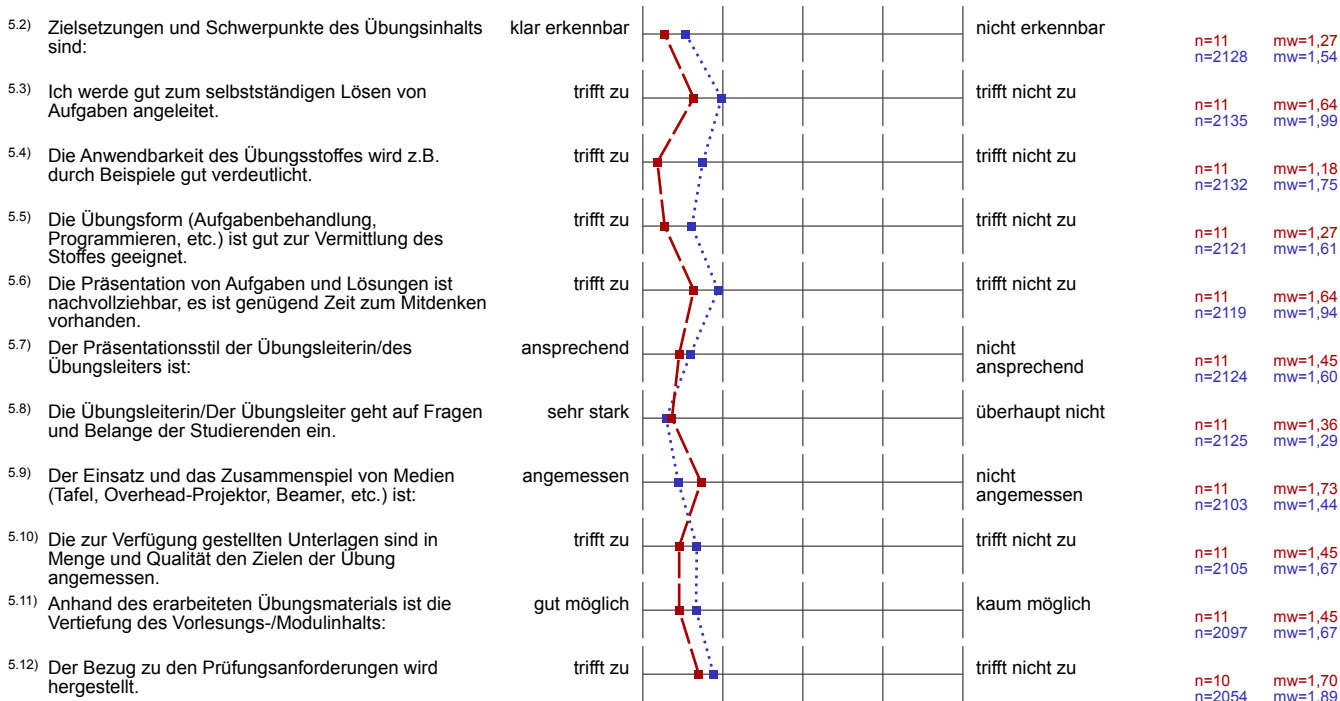 5.2) Zielsetzungen und Schwerpunkte des Übungsinhalts klar erkennbar nicht erkennbar
sind:
n=11 mw=1,27
n=2128 mw=1,54
5.3) Ich werde gut zum selbstständigen Lösen von trifft zu trifft nicht zu
Aufgaben angeleitet.
n=11 mw=1,64
n=2135 mw=1,99
5.4) Die Anwendbarkeit des Übungsstoffes wird z.B. trifft zu trifft nicht zu
durch Beispiele gut verdeutlicht.
n=11 mw=1,18
n=2132 mw=1,75
5.5) Die Übungsform (Aufgabenbehandlung, trifft zu trifft nicht zu
Programmieren, etc.) ist gut zur Vermittlung des
Stoffes geeignet.
n=11 mw=1,27
n=2121 mw=1,61
5.6) Die Präsentation von Aufgaben und Lösungen ist trifft zu trifft nicht zu
nachvollziehbar, es ist genügend Zeit zum Mitdenken
vorhanden.
n=11 mw=1,64
n=2119 mw=1,94
5.7) Der Präsentationsstil der Übungsleiterin/des ansprechend nicht
Übungsleiters ist: ansprechend
n=11 mw=1,45
n=2124 mw=1,60
5.8) Die Übungsleiterin/Der Übungsleiter geht auf Fragen sehr stark überhaupt nicht
und Belange der Studierenden ein.
n=11 mw=1,36
n=2125 mw=1,29
5.9) Der Einsatz und das Zusammenspiel von Medien angemessen nicht
(Tafel, Overhead-Projektor, Beamer, etc.) ist: angemessen
n=11 mw=1,73
n=2103 mw=1,44
5.10) Die zur Verfügung gestellten Unterlagen sind in trifft zu trifft nicht zu
Menge und Qualität den Zielen der Übung
angemessen.
n=11 mw=1,45
n=2105 mw=1,67
5.11) Anhand des erarbeiteten Übungsmaterials ist die gut möglich kaum möglich
Vertiefung des Vorlesungs-/Modulinhalts:
n=11 mw=1,45
n=2097 mw=1,67
5.12) Der Bezug zu den Prüfungsanforderungen wird trifft zu trifft nicht zu
hergestellt.
n=10 mw=1,70
n=2054 mw=1,89